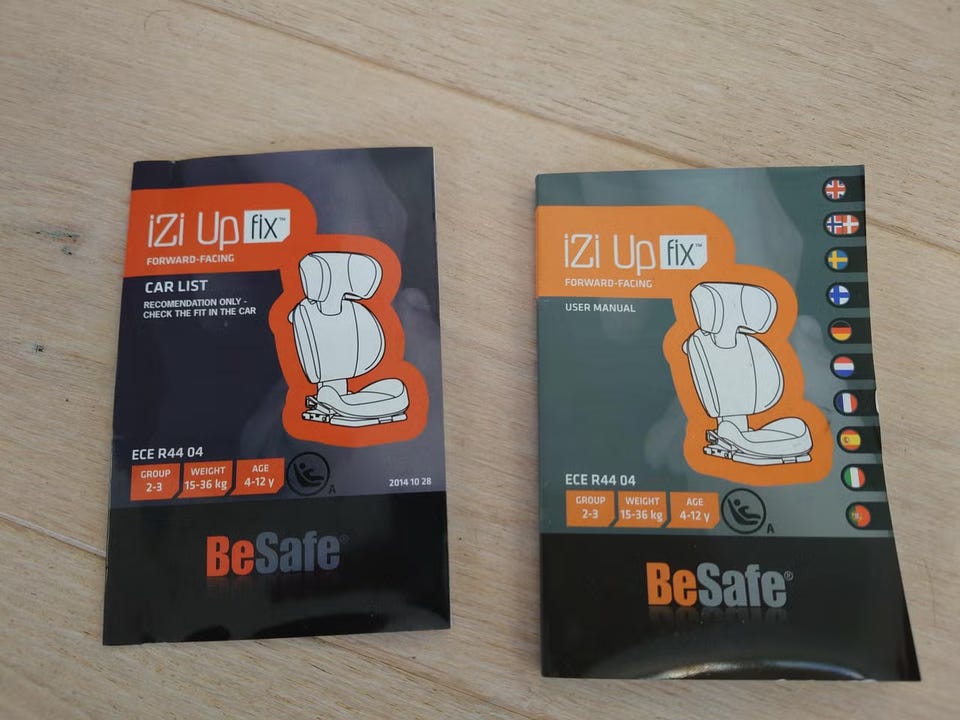 iZi Up fix™
FORWARD-FACING
CAR LIST
RECOMENDATION ONLY -
CHECK THE FIT IN THE CAR
ECE R44 04
GROUP
2-3
WEIGHT
15-36 kg
AGE
4-12 y
A
2014 10 28
BeSafe®
iZi Up fix™
FORWARD-FACING
USER MANUAL
ECE R44 04
GROUP
2-3
WEIGHT
15-36 kg
AGE
4-12 y
A
BeSafe®